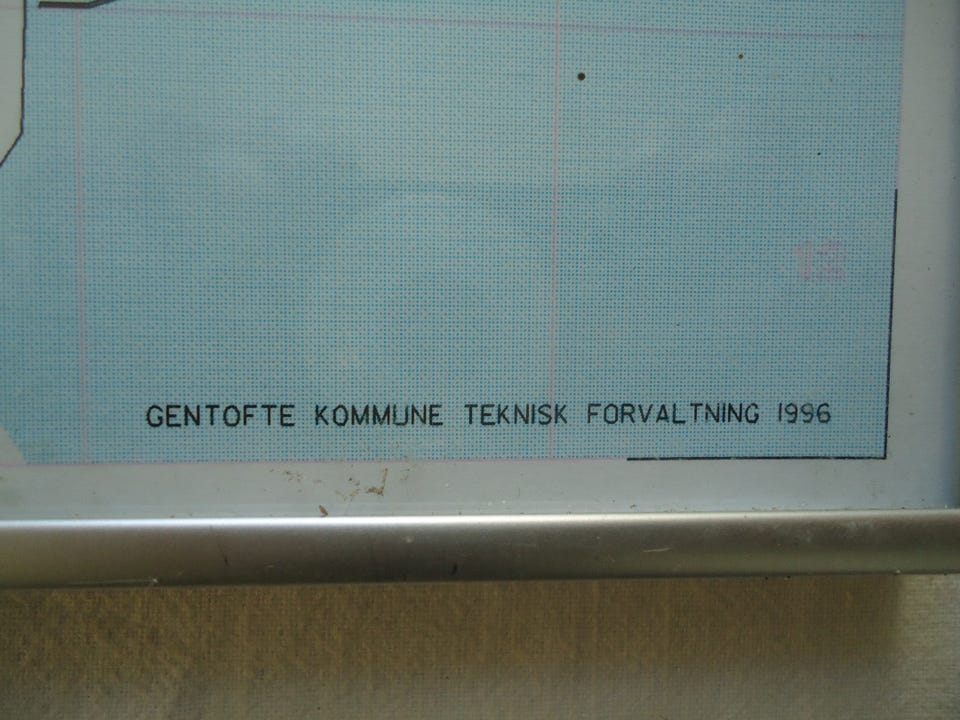 GENTOFTE KOMMUNE TEKNISK FORVALTNING 1996